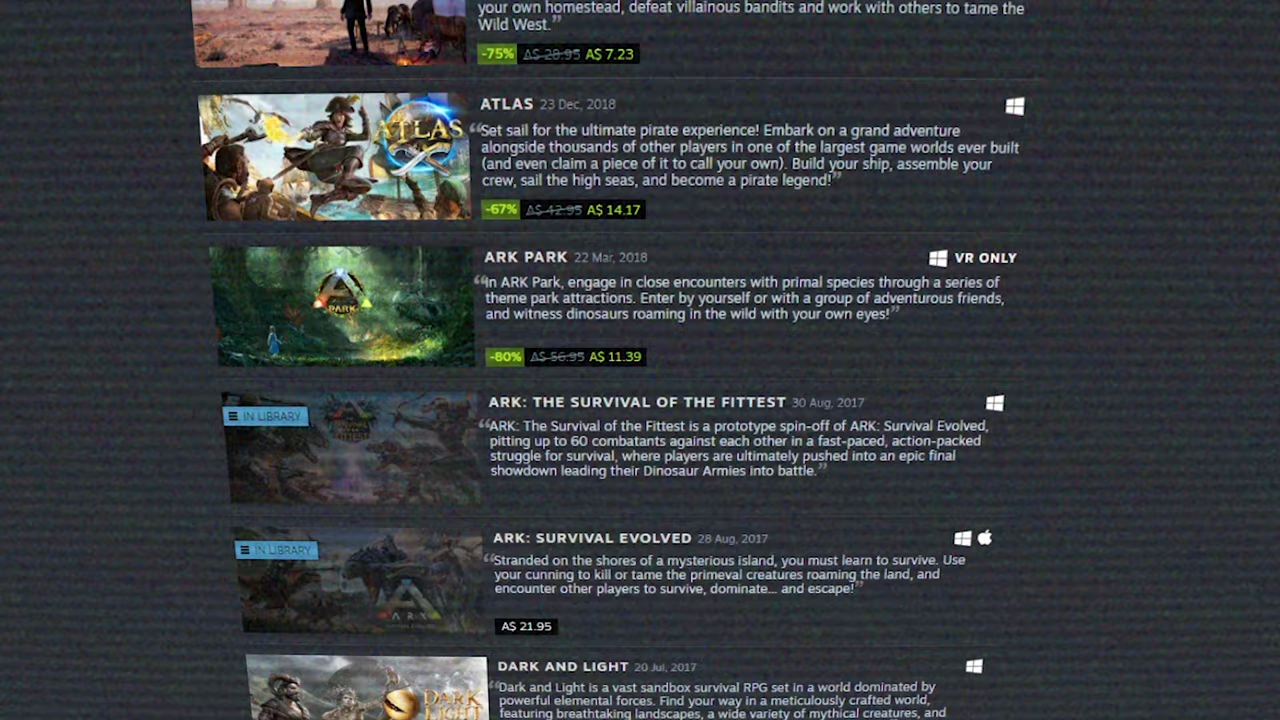 your own homestead, defeat villainous bandits and work with others to tame the
Wild West.”
-75% A$ 28.95 A$ 7.23
ATLAS
ATLAS 23 Dec, 2018
“Set sail for the ultimate pirate experience! Embark on a grand adventure
alongside thousands of other players in one of the largest game worlds ever built
(and even claim a piece of it to call your own). Build your ship, assemble your
crew, sail the high seas, and become a pirate legend!”
-67% A$ 42.95 A$ 14.17
PARK
ARK PARK 22 Mar, 2018 VR ONLY
“In ARK Park, engage in close encounters with primal species through a series of
theme park attractions. Enter by yourself or with a group of adventurous friends,
and witness dinosaurs roaming in the wild with your own eyes!”
-80% A$ 56.95 A$ 11.39
IN LIBRARY
FITTEST
ARK: THE SURVIVAL OF THE FITTEST 30 Aug, 2017
“ARK: The Survival of the Fittest is a prototype spin-off of ARK: Survival Evolved,
pitting up to 60 combatants against each other in a fast-paced, action-packed
struggle for survival, where players are ultimately pushed into an epic final
showdown leading their Dinosaur Armies into battle.”
IN LIBRARY
ARK
ARK: SURVIVAL EVOLVED 28 Aug, 2017
“Stranded on the shores of a mysterious island, you must learn to survive. Use
your cunning to kill or tame the primeval creatures roaming the land, and
encounter other players to survive, dominate... and escape!”
A$ 21.95
DARK
LIGHT
DARK AND LIGHT 20 Jul, 2017
“Dark and Light is a vast sandbox survival RPG set in a world dominated by
powerful elemental forces. Find your way in a meticulously crafted world,
featuring breathtaking landscapes, a wide variety of mythical creatures, and